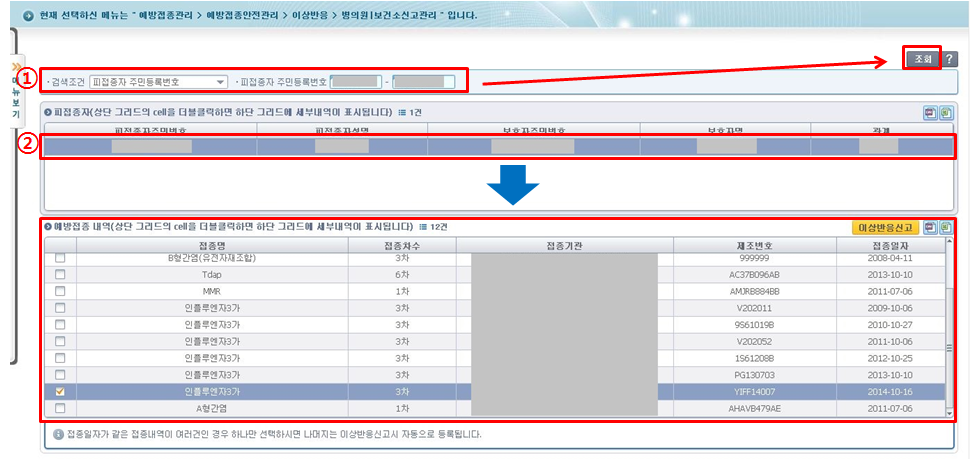 현재 선택하신 메뉴는 " 예방접종관리 > 예방접종안전관리 > 이상반응 > 병의원[보건소신고관리 " 입니다.
메뉴보기
①
·검색조건 피접종자 주민등록번호 ·피접종자 주민등록번호 -
조회 ?
피접종자(상단 그리드의 cell을 더블클릭하면 하단 그리드에 세부내역이 표시됩니다) 1건
피접종자주민번호 피접종자성명 보호자주민번호 보호자명 관계
②
예방접종 내역(상단 그리드의 cell을 더블클릭하면 하단 그리드에 세부내역이 표시됩니다) 12건 이상반응신고
접종명 접종차수 접종기관 제조번호 접종일자
B형간염(유전자재조합) 3차 999999 2008-04-11
Tdap 6차 AC37B096AB 2013-10-10
MMR 1차 AMJRB884BB 2011-07-06
인플루엔자3가 3차 V202011 2009-10-06
인플루엔자3가 3차 9S61019B 2010-10-27
인플루엔자3가 3차 V202052 2011-10-06
인플루엔자3가 3차 1S61208B 2012-10-25
인플루엔자3가 3차 PG130703 2013-10-10
인플루엔자3가 3차 YIFF14007 2014-10-16
A형간염 1차 AHAVB479AE 2011-07-06
접종일자가 같은 접종내역이 여러건인 경우 하나만 선택하시면 나머지는 이상반응신고시 자동으로 등록됩니다.